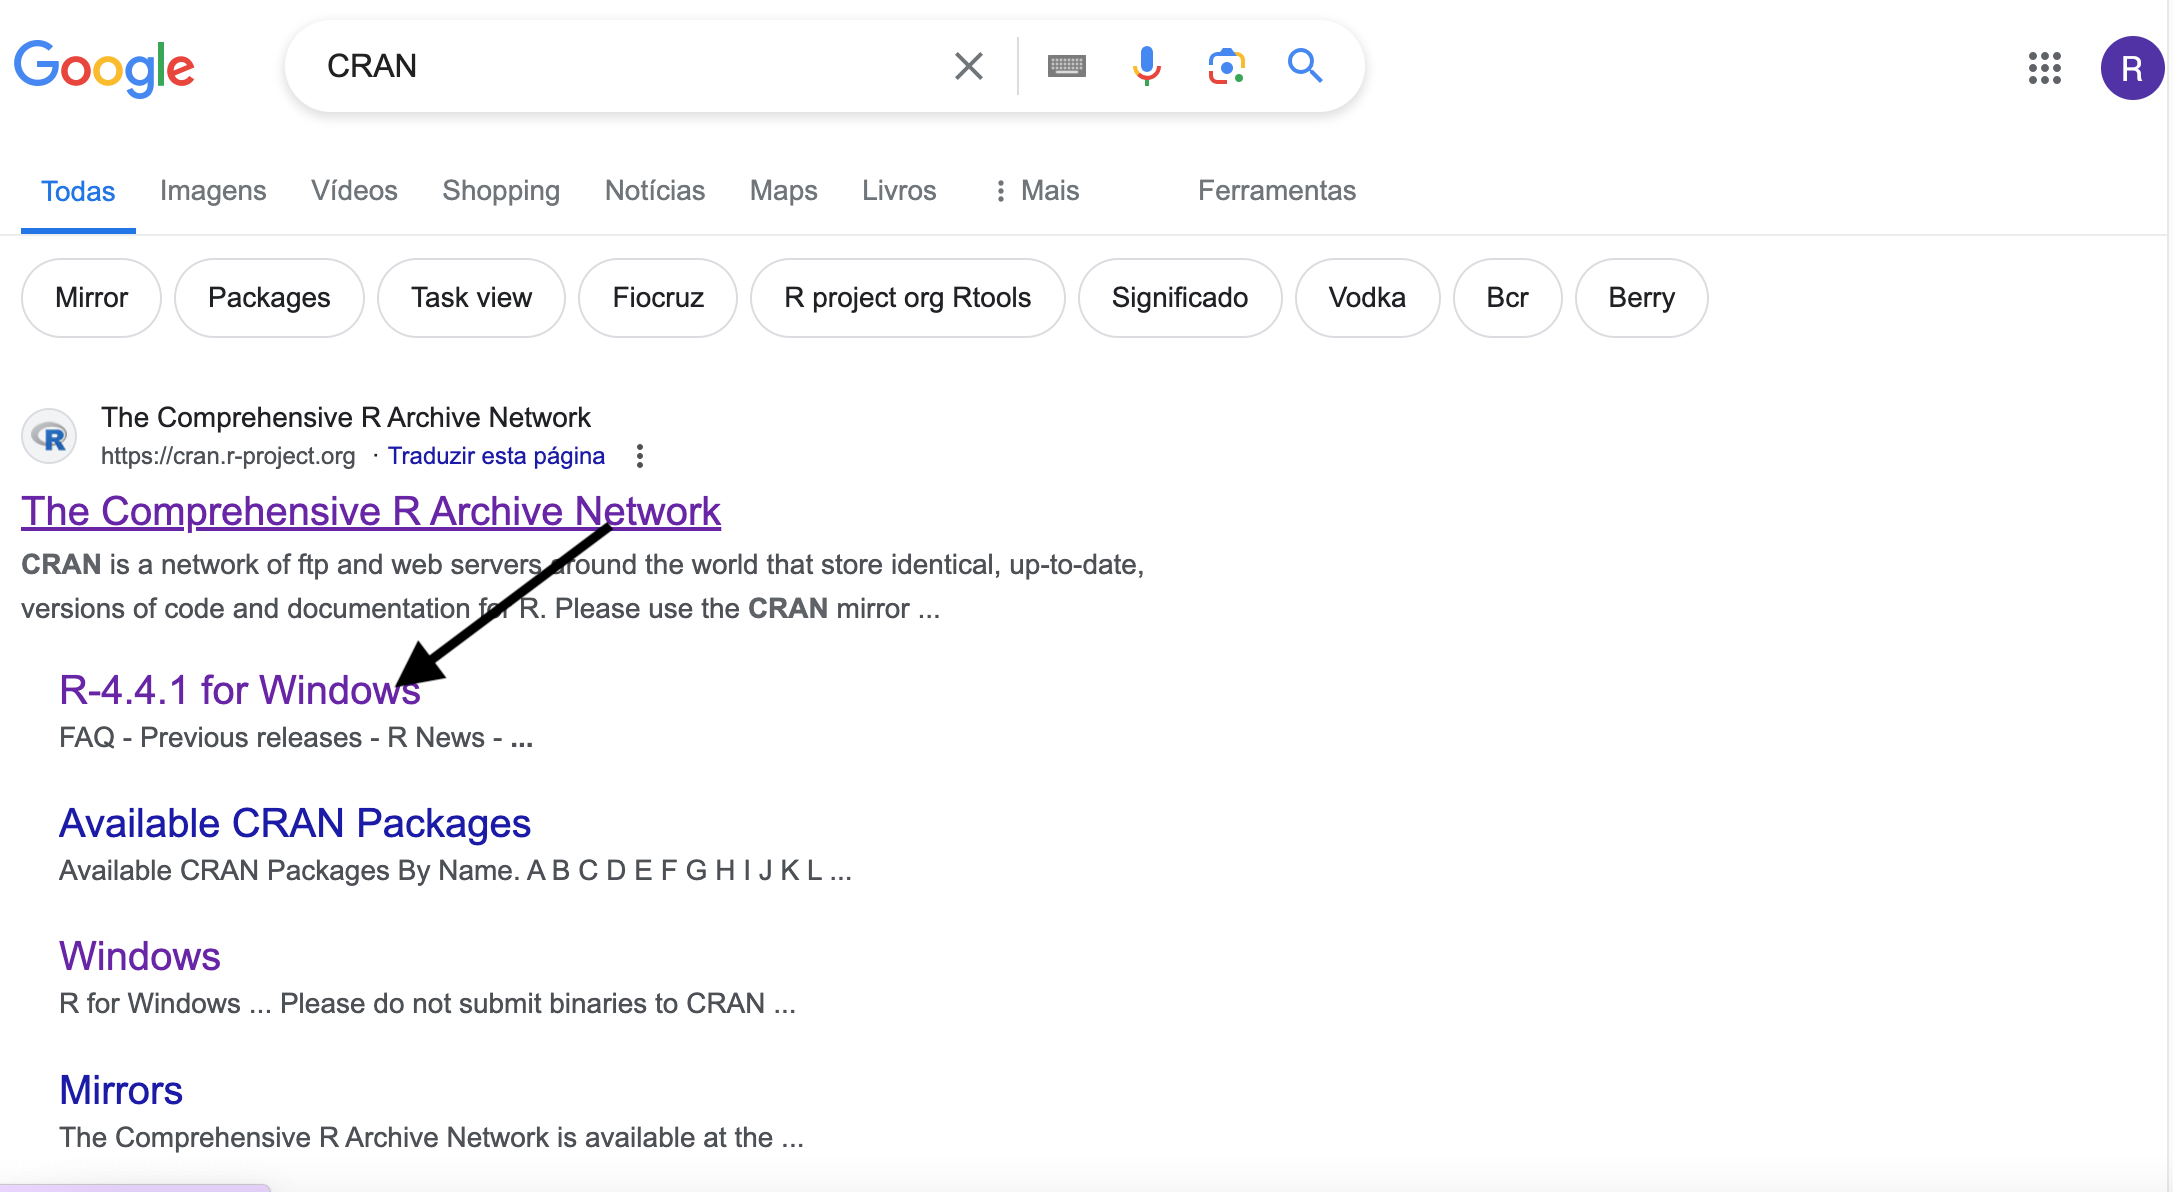 Google
CRAN
R
Todas Imagens Vídeos Shopping Notícias Maps Livros Mais Ferramentas
Mirror Packages Task view Fiocruz R project org Rtools Significado Vodka Bcr Berry
R
The Comprehensive R Archive Network
https://cran.r-project.org · Traduzir esta página
The Comprehensive R Archive Network
CRAN is a network of ftp and web servers around the world that store identical, up-to-date,
versions of code and documentation for R. Please use the CRAN mirror ...
R-4.4.1 for Windows
FAQ - Previous releases - R News - ...
Available CRAN Packages
Available CRAN Packages By Name. A B C D E F G H I J K L ...
Windows
R for Windows ... Please do not submit binaries to CRAN ...
Mirrors
The Comprehensive R Archive Network is available at the ...